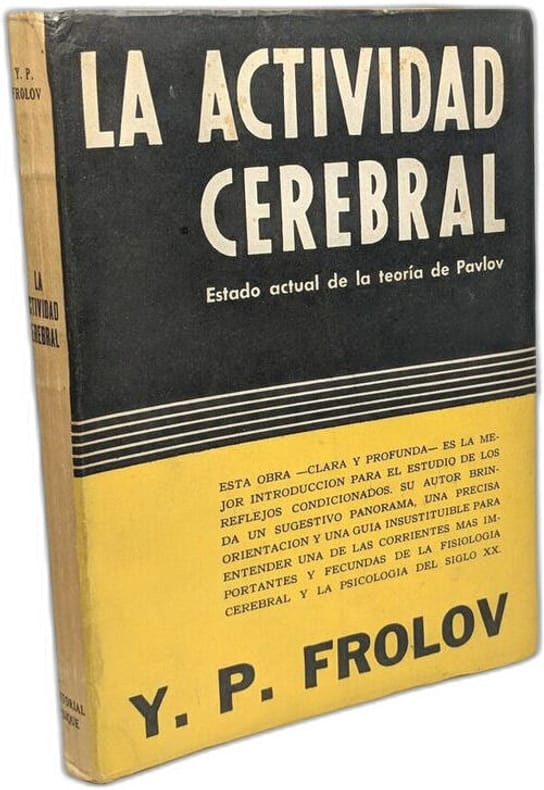 Y. P.
FROLOV
LA
ACTIVIDAD
CEREBRAL
LA ACTIVIDAD
CEREBRAL
Estado actual de la teoría de Pavlov
ESTA OBRA —CLARA Y PROFUNDA— ES LA ME-
JOR INTRODUCCION PARA EL ESTUDIO DE LOS
REFLEJOS CONDICIONADOS. SU AUTOR BRIN-
DA UN SUGESTIVO PANORAMA, UNA PRECISA
ORIENTACION Y UNA GUIA INSUSTITUIBLE PARA
ENTENDER UNA DE LAS CORRIENTES MAS IM-
PORTANTES Y FECUNDAS DE LA FISIOLOGIA
CEREBRAL Y LA PSICOLOGIA DEL SIGLO XX.
Y. P. FROLOV